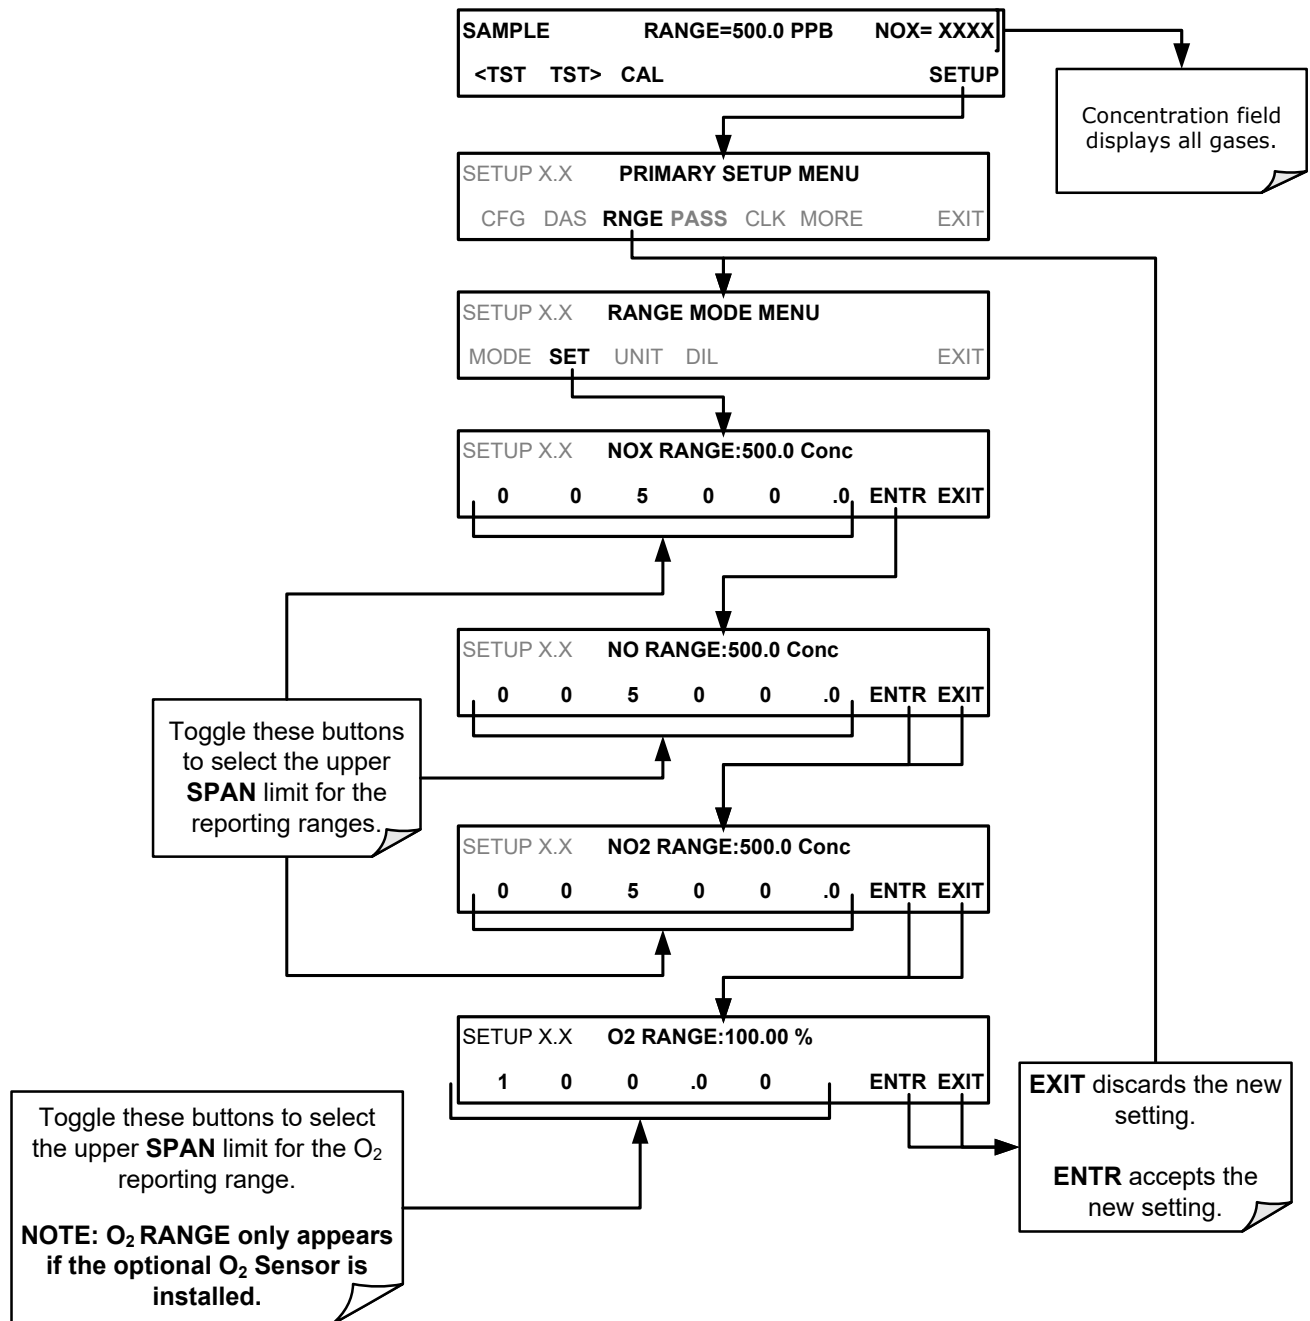 SAMPLE RANGE=500.0 PPB NOX= XXXX
<TST TST> CAL SETUP
Concentration field
displays all gases.
SETUP X.X PRIMARY SETUP MENU
CFG DAS RNGE PASS CLK MORE EXIT
SETUP X.X RANGE MODE MENU
MODE SET UNIT DIL EXIT
SETUP X.X NOX RANGE:500.0 Conc
0 0 5 0 0 .0 ENTR EXIT
SETUP X.X NO RANGE:500.0 Conc
0 0 5 0 0 .0 ENTR EXIT
Toggle these buttons
to select the upper
SPAN limit for the
reporting ranges.
SETUP X.X NO2 RANGE:500.0 Conc
0 0 5 0 0 .0 ENTR EXIT
SETUP X.X O2 RANGE:100.00 %
1 0 0 .0 0 ENTR EXIT
EXIT discards the new
setting.
ENTR accepts the
new setting.
Toggle these buttons to select
the upper SPAN limit for the O₂
reporting range.
NOTE: O₂ RANGE only appears
if the optional O₂ Sensor is
installed.